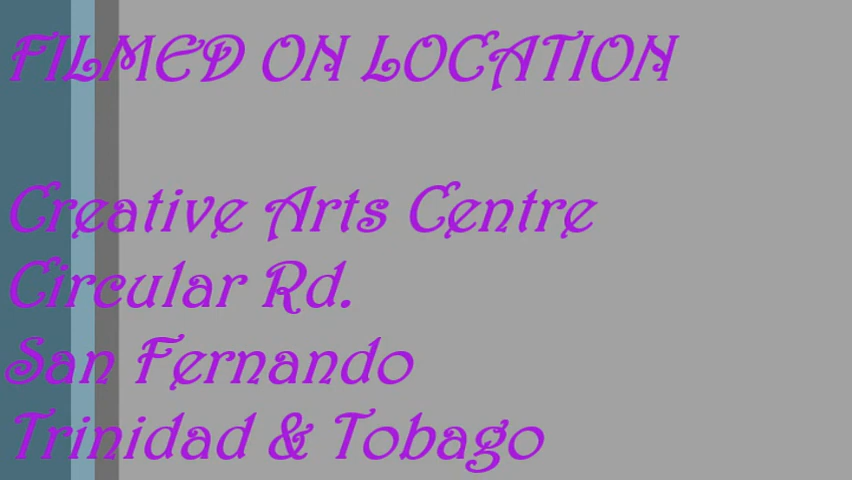 FILMED ON LOCATION
Creative Arts Centre
Circular Rd.
San Fernando
Trinidad & Tobago